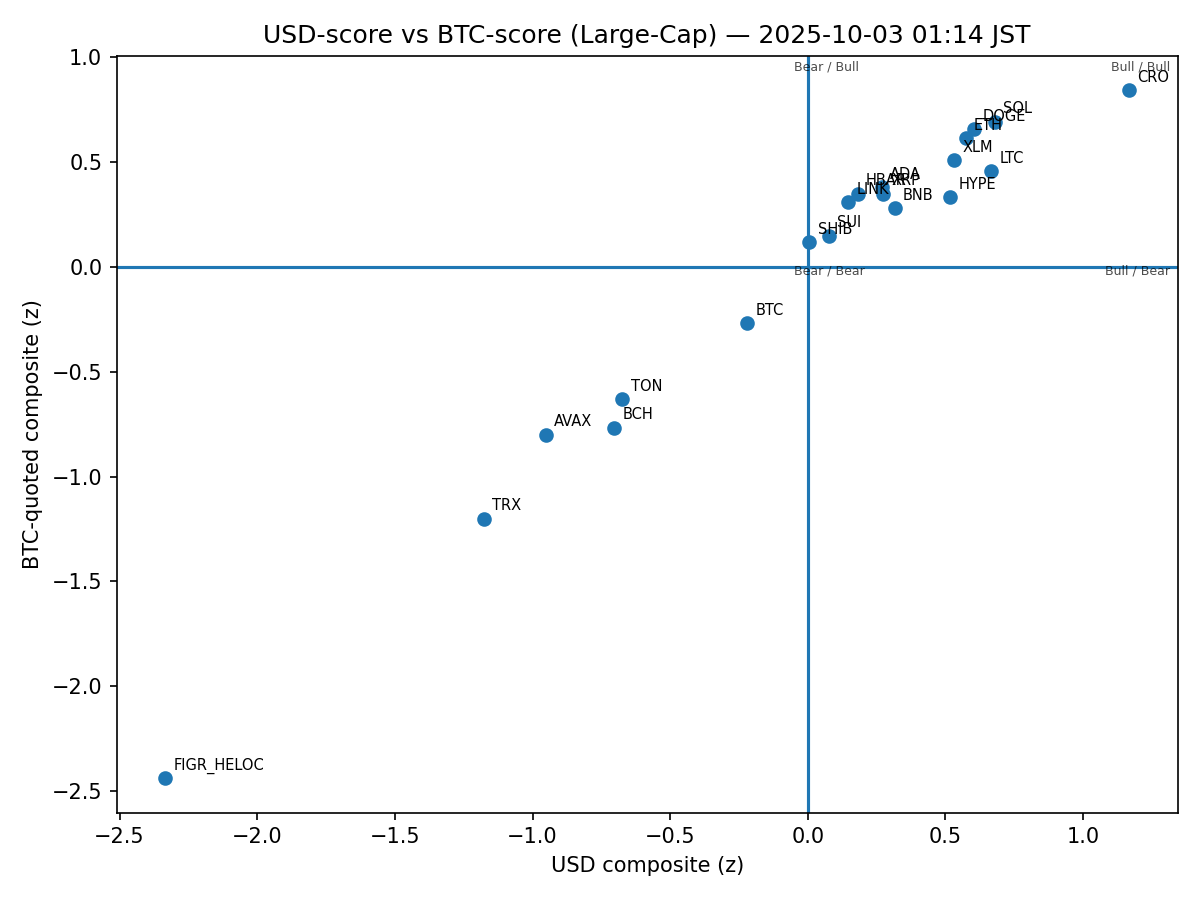 USD-score vs BTC-score (Large-Cap) — 2025-10-03 01:14 JST
BTC-quoted composite (z)
1.0
0.5
0.0
−0.5
−1.0
−1.5
−2.0
−2.5
Bear / Bull
Bull / Bull
CRO
SOL
DOGE
ETH
XLM
LTC
ADA
HBAR
XRP
HYPE
LINK
BNB
SUI
SHIB
Bear / Bear
Bull / Bear
BTC
TON
BCH
AVAX
TRX
FIGR_HELOC
−2.5
−2.0
−1.5
−1.0
−0.5
0.0
0.5
1.0
USD composite (z)